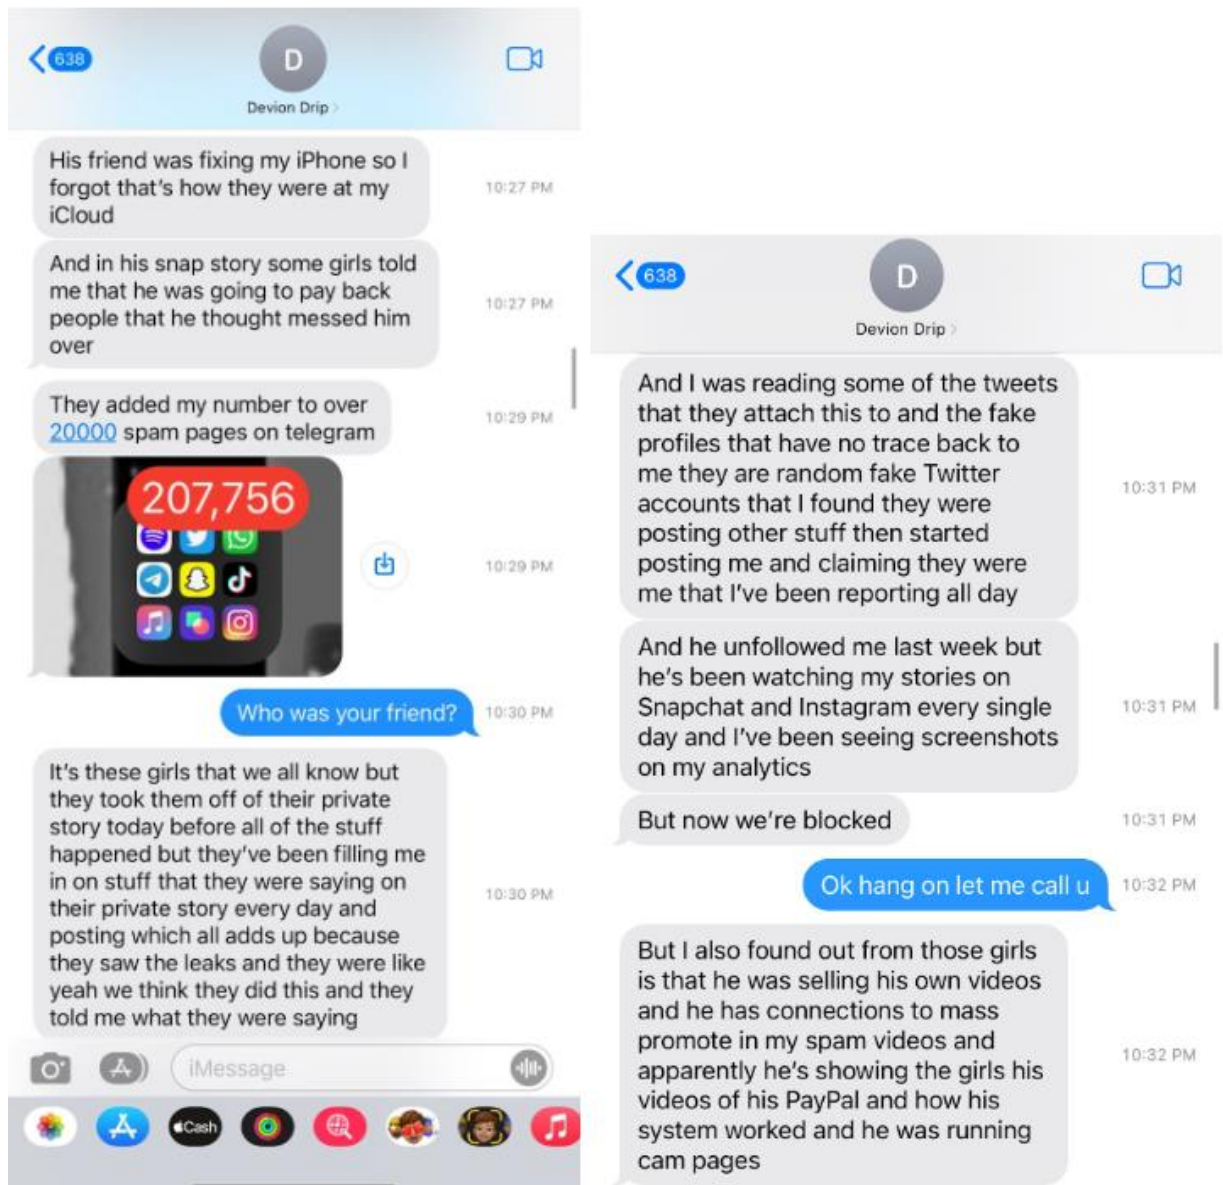 638
D
Devion Drip
His friend was fixing my iPhone so I
forgot that's how they were at my
iCloud
10:27 PM
And in his snap story some girls told
me that he was going to pay back
people that he thought messed him
over
10:27 PM
They added my number to over
20000 spam pages on telegram
10:29 PM
207,756
10:29 PM
Who was your friend?
10:30 PM
It's these girls that we all know but
they took them off of their private
story today before all of the stuff
happened but they've been filling me
in on stuff that they were saying on
their private story every day and
posting which all adds up because
they saw the leaks and they were like
yeah we think they did this and they
told me what they were saying
10:30 PM
iMessage
Cash
638
D
Devion Drip
And I was reading some of the tweets
that they attach this to and the fake
profiles that have no trace back to
me they are random fake Twitter
accounts that I found they were
posting other stuff then started
posting me and claiming they were
me that I've been reporting all day
10:31 PM
And he unfollowed me last week but
he's been watching my stories on
Snapchat and Instagram every single
day and I've been seeing screenshots
on my analytics
10:31 PM
But now we're blocked
10:31 PM
Ok hang on let me call u
10:32 PM
But I also found out from those girls
is that he was selling his own videos
and he has connections to mass
promote in my spam videos and
apparently he's showing the girls his
videos of his PayPal and how his
system worked and he was running
cam pages
10:32 PM